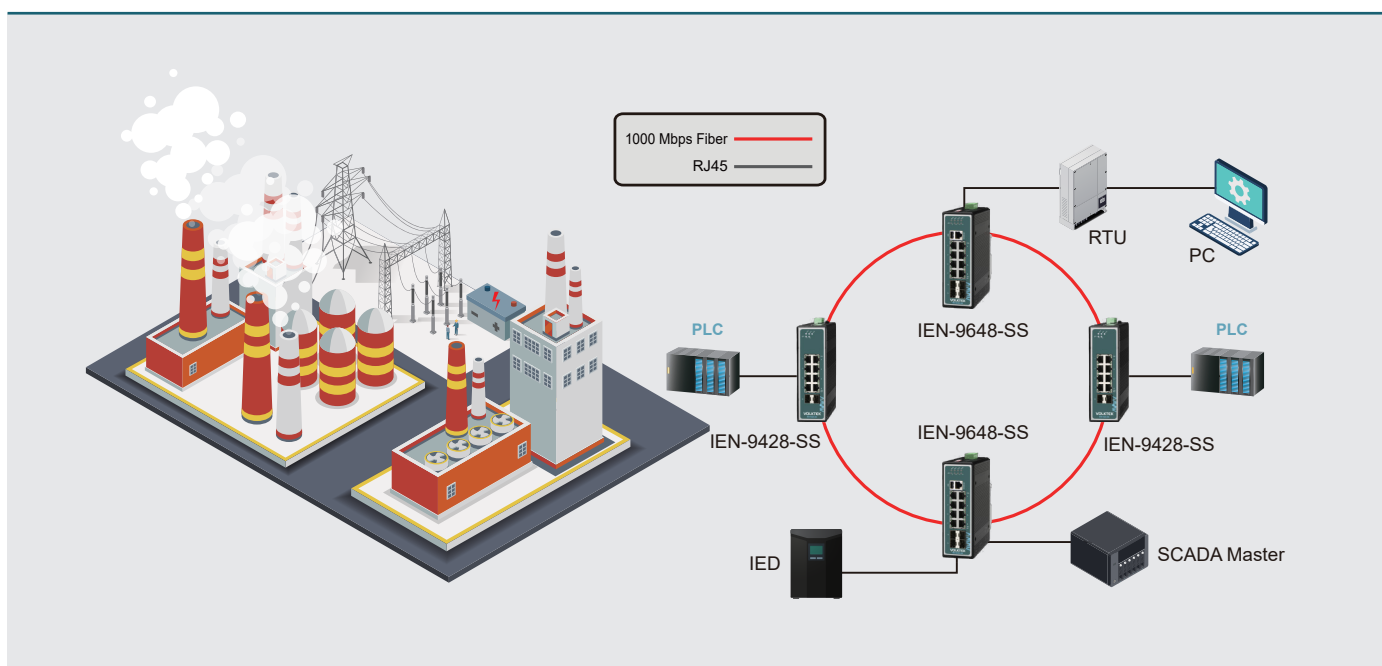 1000 Mbps Fiber
RJ45
RTU
PC
IEN-9648-SS
PLC
PLC
IEN-9428-SS
IEN-9648-SS
IEN-9428-SS
IED
SCADA Master